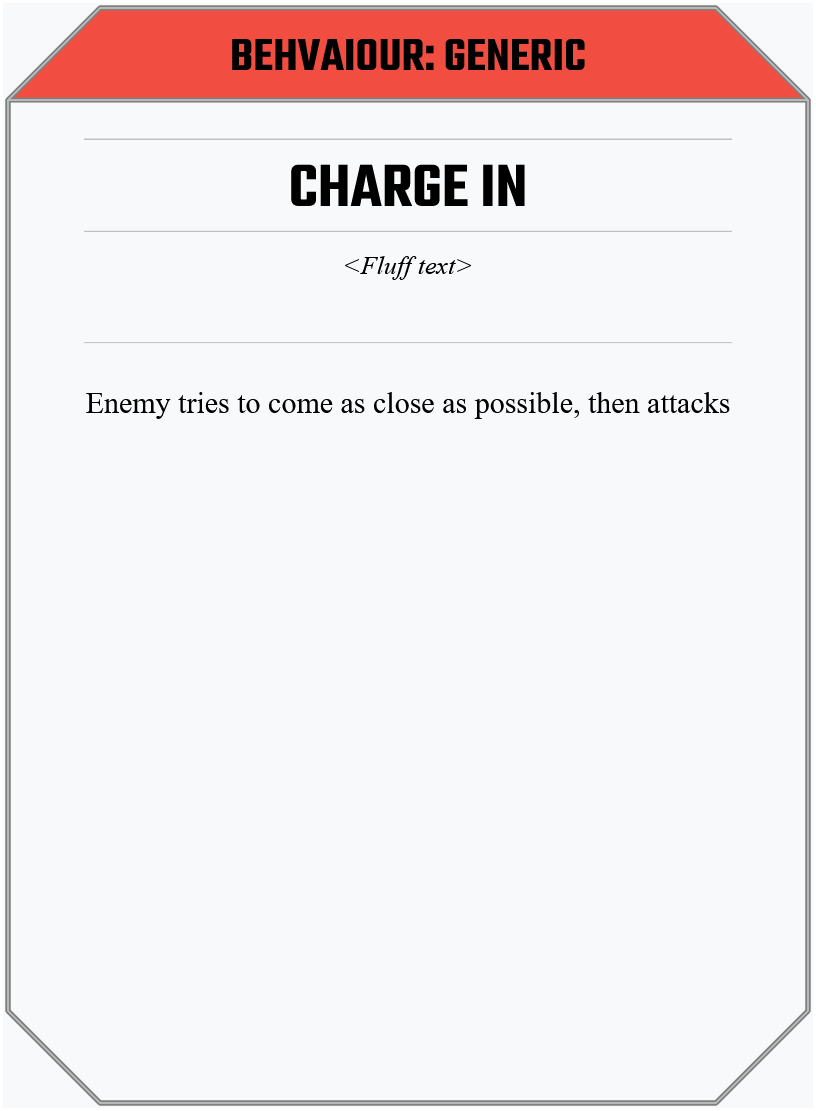 BEHVAIOUR: GENERIC
CHARGE IN
<Fluff text>
Enemy tries to come as close as possible, then attacks